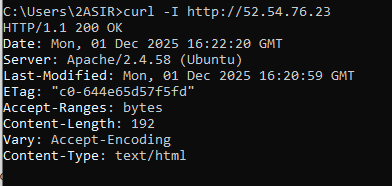 C:\Users\2ASIR>curl -I http://52.54.76.23
HTTP/1.1 200 OK
Date: Mon, 01 Dec 2025 16:22:20 GMT
Server: Apache/2.4.58 (Ubuntu)
Last-Modified: Mon, 01 Dec 2025 16:20:59 GMT
ETag: "c0-644e65d57f5fd"
Accept-Ranges: bytes
Content-Length: 192
Vary: Accept-Encoding
Content-Type: text/html